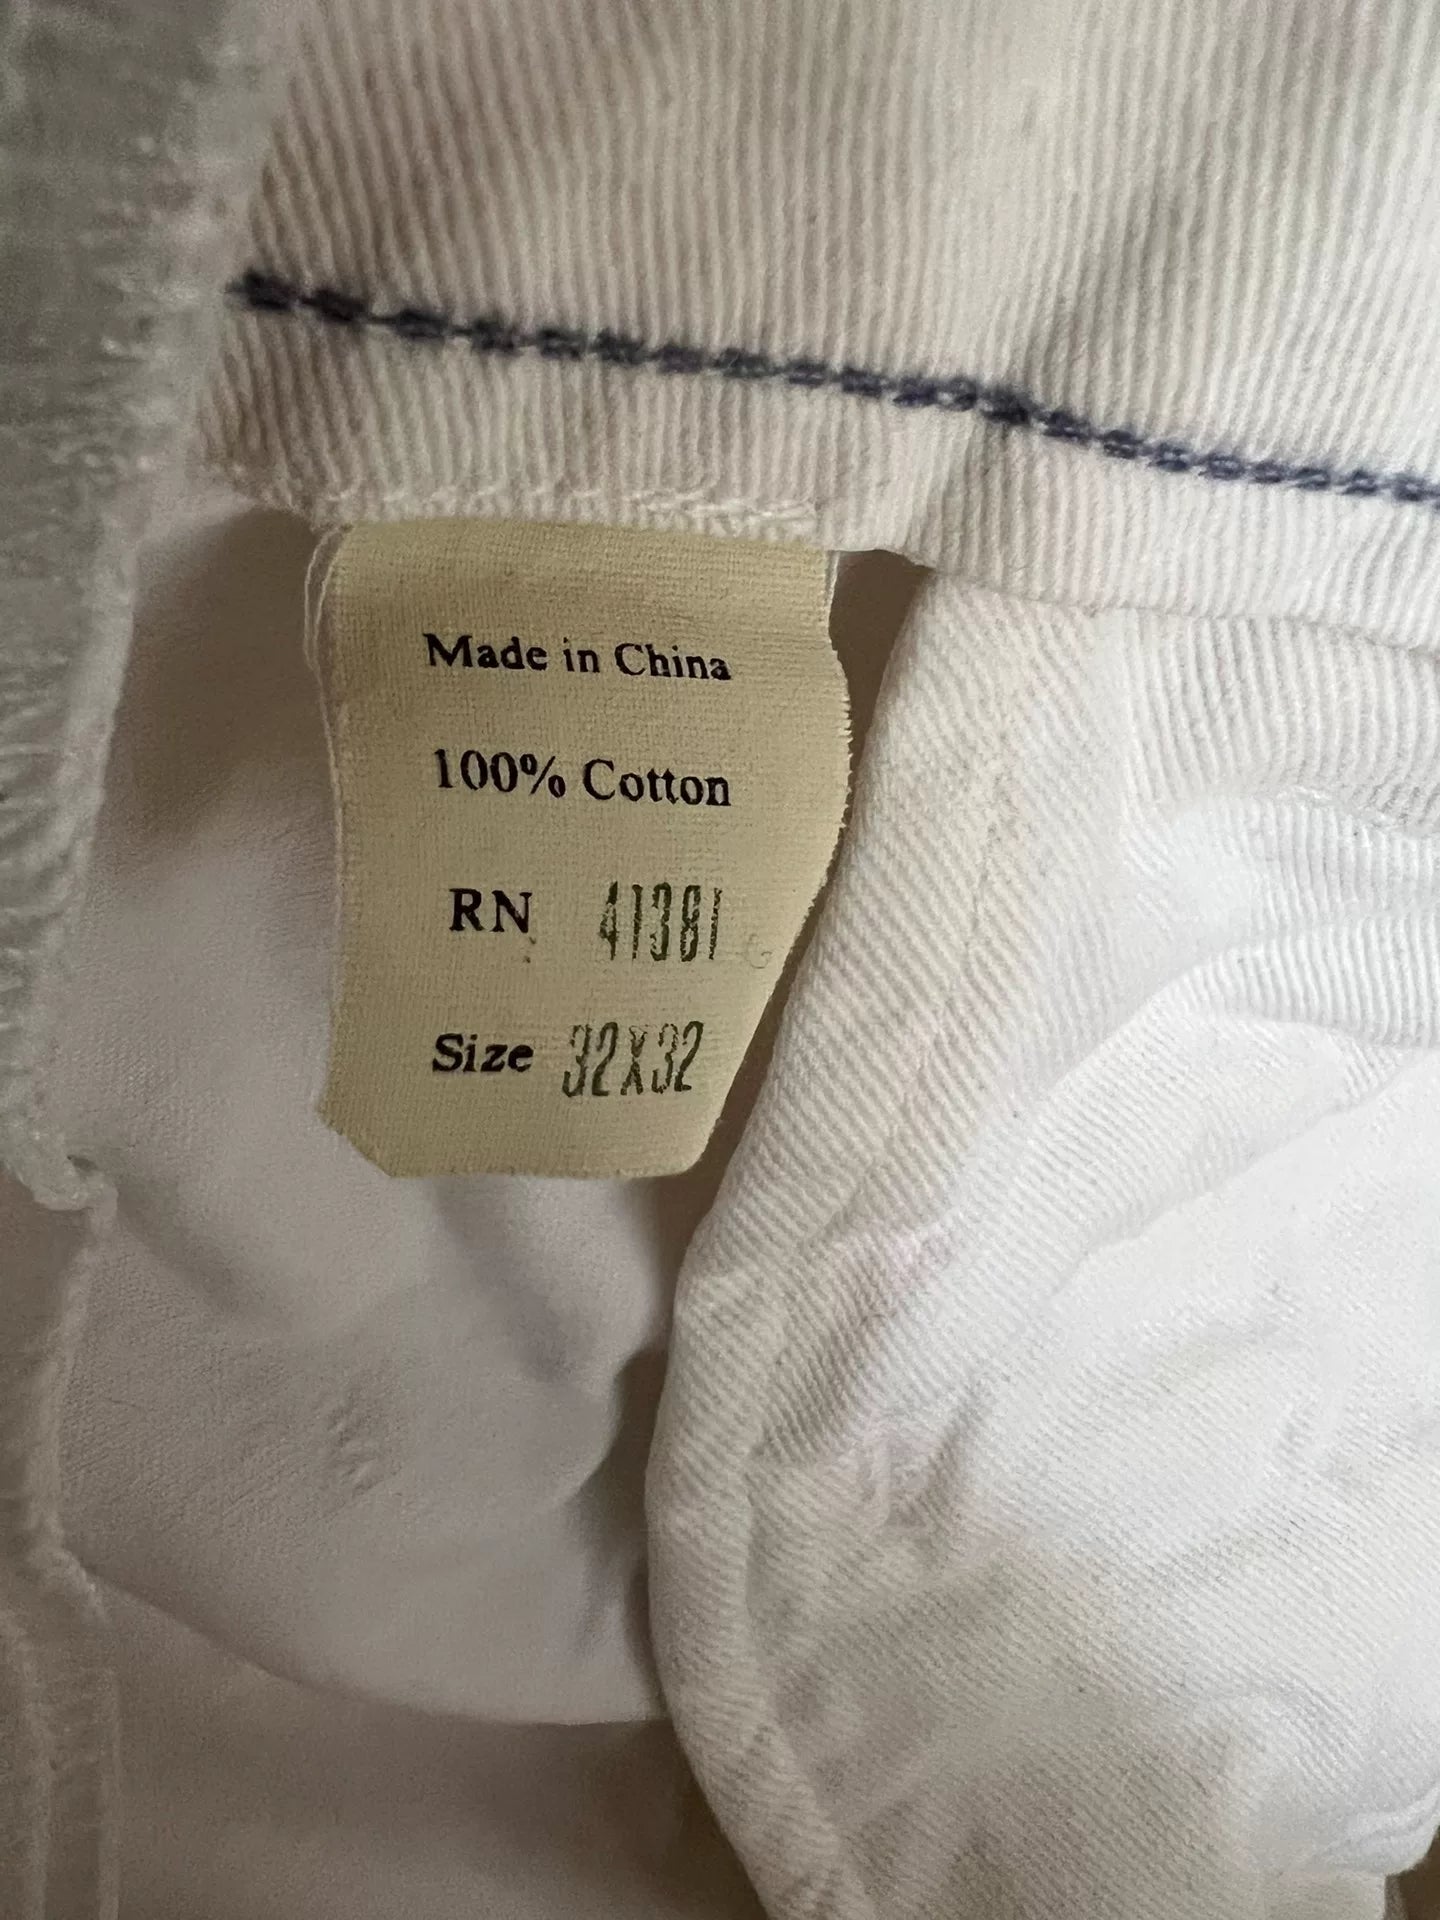 Made in China
100% Cotton
RN 41381
Size 32X32